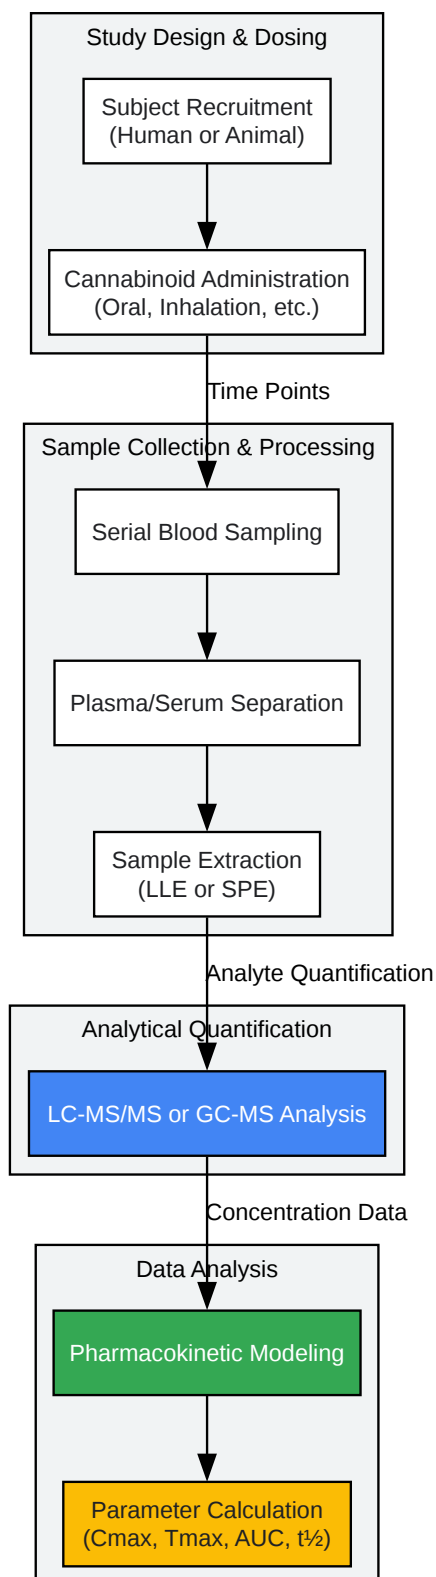 Study Design & Dosing
Subject Recruitment
(Human or Animal)
Cannabinoid Administration
(Oral, Inhalation, etc.)
Time Points
Sample Collection & Processing
Serial Blood Sampling
Plasma/Serum Separation
Sample Extraction
(LLE or SPE)
Analyte Quantification
Analytical Quantification
LC-MS/MS or GC-MS Analysis
Concentration Data
Data Analysis
Pharmacokinetic Modeling
Parameter Calculation
(Cmax, Tmax, AUC, t½)